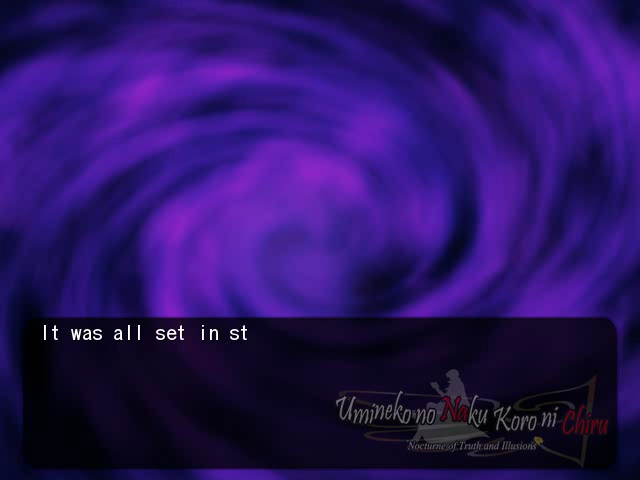 It was all set in st
Umineko no Naku Koro ni Chiru
Nocturne of Truth and Illusions